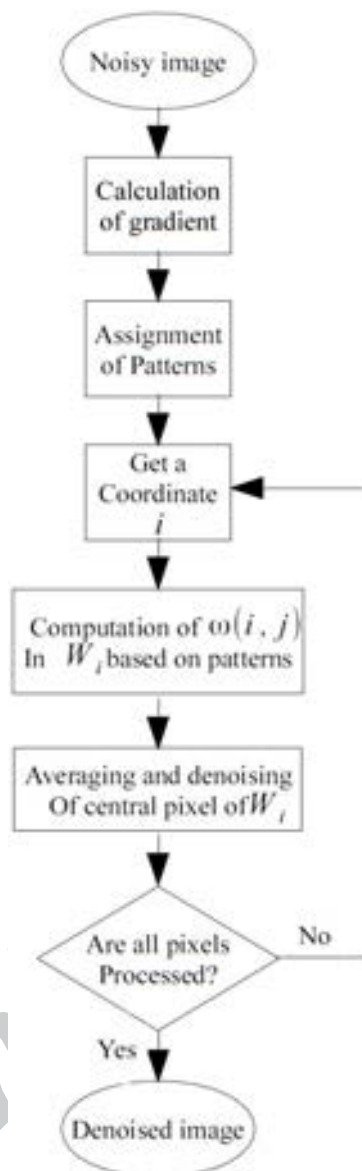 Noisy image
Calculation
of gradient
Assignment
of Patterns
Get a
Coordinate
i
Computation of ω(i , j)
In W_i based on patterns
Averaging and denoising
Of central pixel of W_i
Are all pixels
Processed?
No
Yes
Denoised image